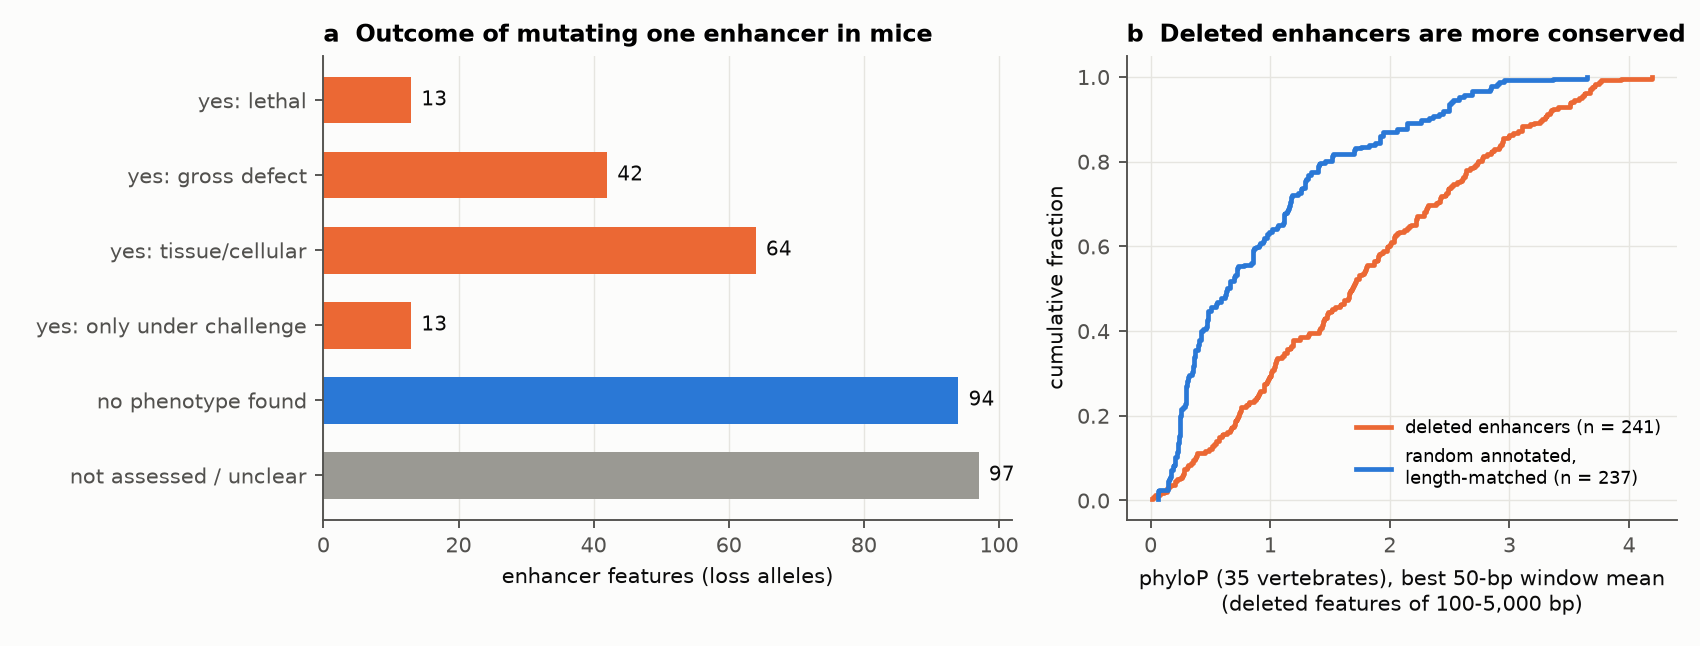 a Outcome of mutating one enhancer in mice
yes: lethal
13
yes: gross defect
42
yes: tissue/cellular
64
yes: only under challenge
13
no phenotype found
94
not assessed / unclear
97
0 20 40 60 80 100
enhancer features (loss alleles)
b Deleted enhancers are more conserved
cumulative fraction
1.0
0.8
0.6
0.4
0.2
0.0
deleted enhancers (n = 241)
random annotated,
length-matched (n = 237)
0 1 2 3 4
phyloP (35 vertebrates), best 50-bp window mean
(deleted features of 100-5,000 bp)